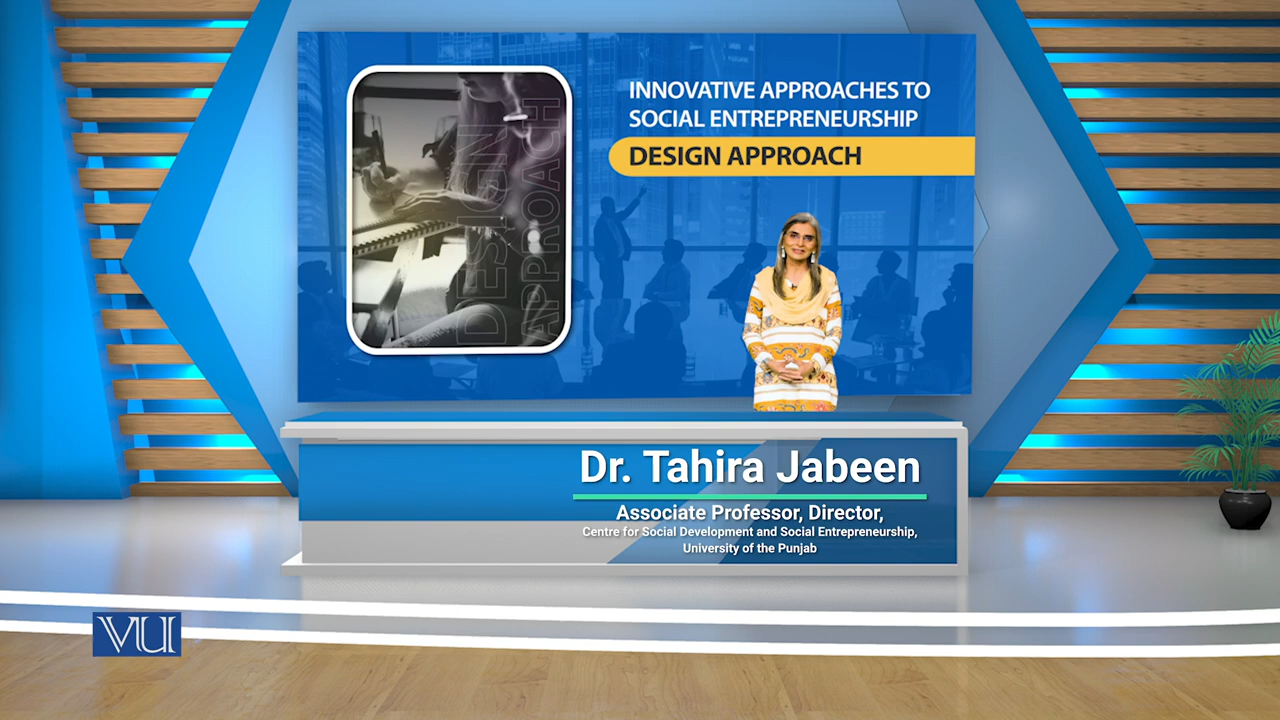 INNOVATIVE APPROACHES TO
SOCIAL ENTREPRENEURSHIP
DESIGN APPROACH
DESIGN
APPROACH
Dr. Tahira Jabeen
Associate Professor, Director,
Centre for Social Development and Social Entrepreneurship,
University of the Punjab
VU